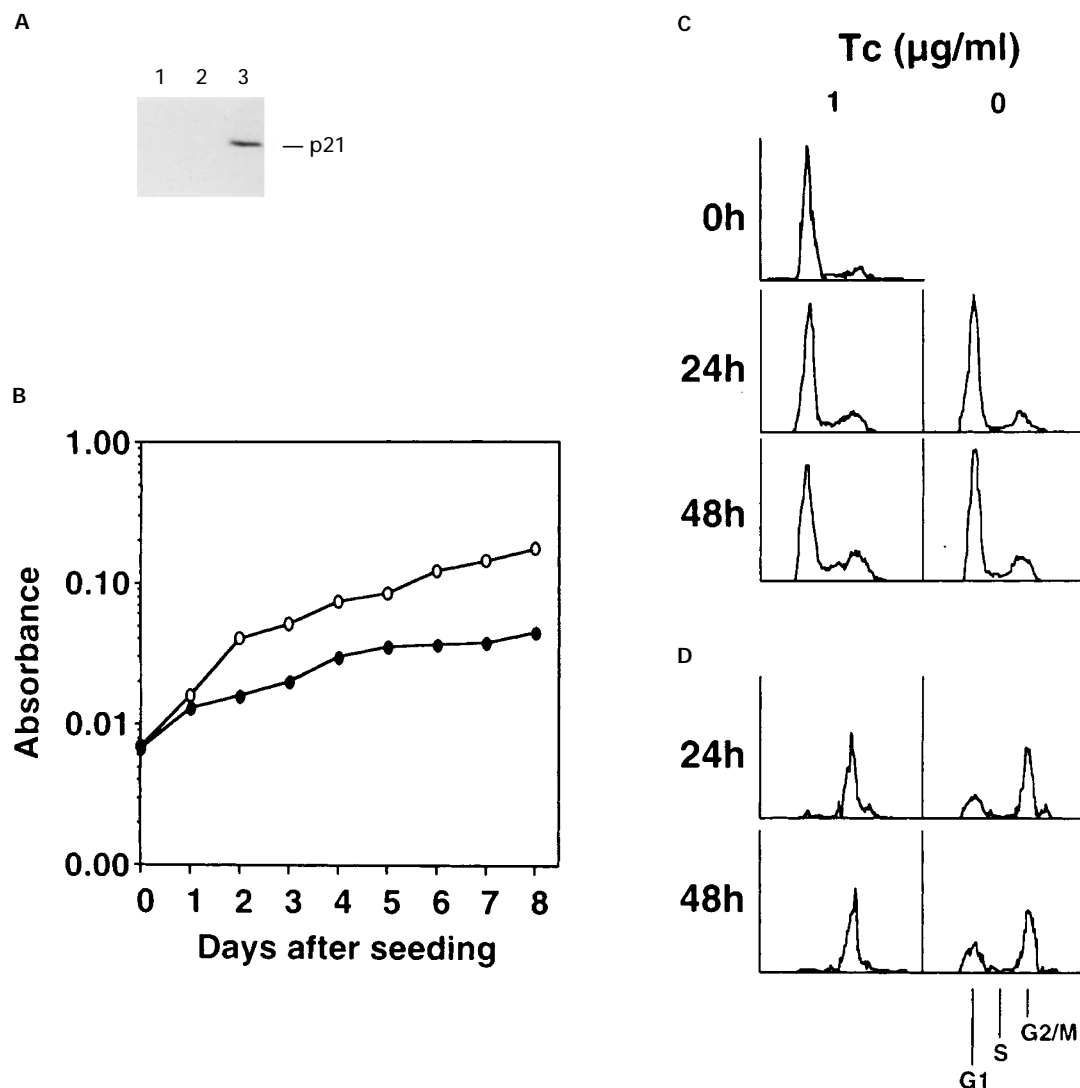 A
1 2 3
— p21
B
1.00
0.10
0.01
0.00
Absorbance
0 1 2 3 4 5 6 7 8
Days after seeding
C
Tc (µg/ml)
1 0
0h
24h
48h
D
24h
48h
G1
S
G2/M